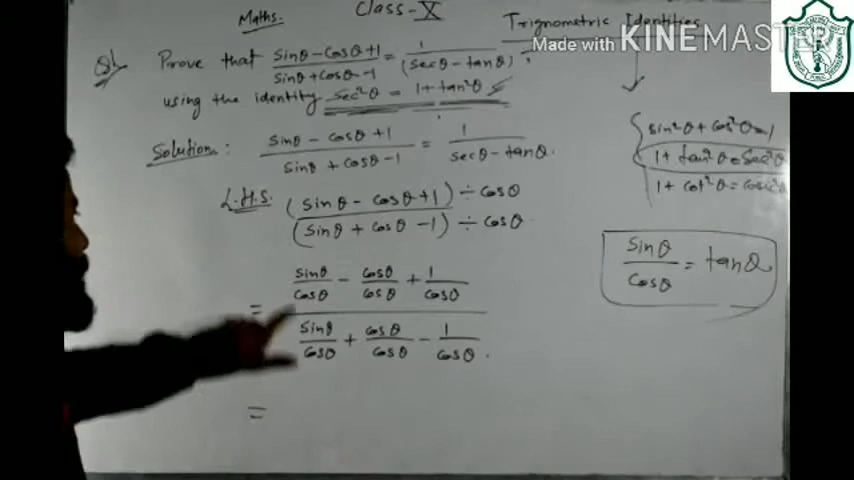 Maths. Class - X
Trignometric Identities
Made with KINEMASTER
Q1. Prove that (sinθ - cosθ + 1)/(sinθ + cosθ - 1) = 1/(secθ - tanθ),
using the identity sec²θ = 1 + tan²θ
Solution: (sinθ - cosθ + 1)/(sinθ + cosθ - 1) = 1/(secθ - tanθ).
L.H.S. (sinθ - cosθ + 1) ÷ cosθ
(sinθ + cosθ - 1) ÷ cosθ
= (sinθ/cosθ - cosθ/cosθ + 1/cosθ)
(sinθ/cosθ + cosθ/cosθ - 1/cosθ).
=
sin²θ + cos²θ = 1
1 + tan²θ = Sec²θ
1 + cot²θ = cosec²θ
sinθ/cosθ = tanθ